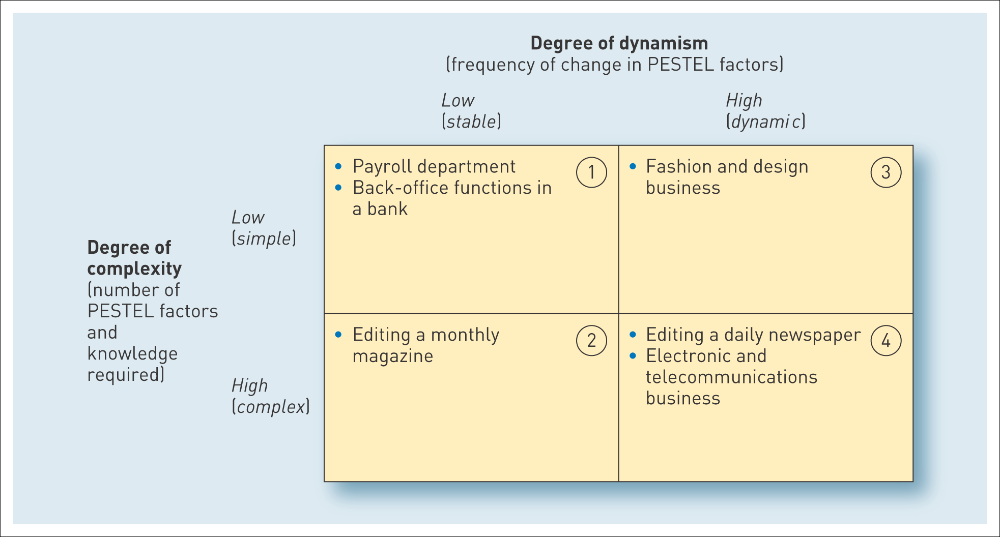 Degree of dynamism
(frequency of change in PESTEL factors)
Low
(stable)
High
(dynamic)
Degree of
complexity
(number of
PESTEL factors
and
knowledge
required)
Low
(simple)
High
(complex)
• Payroll department
• Back-office functions in
a bank
1
• Fashion and design
business
3
• Editing a monthly
magazine
2
• Editing a daily newspaper
• Electronic and
telecommunications
business
4